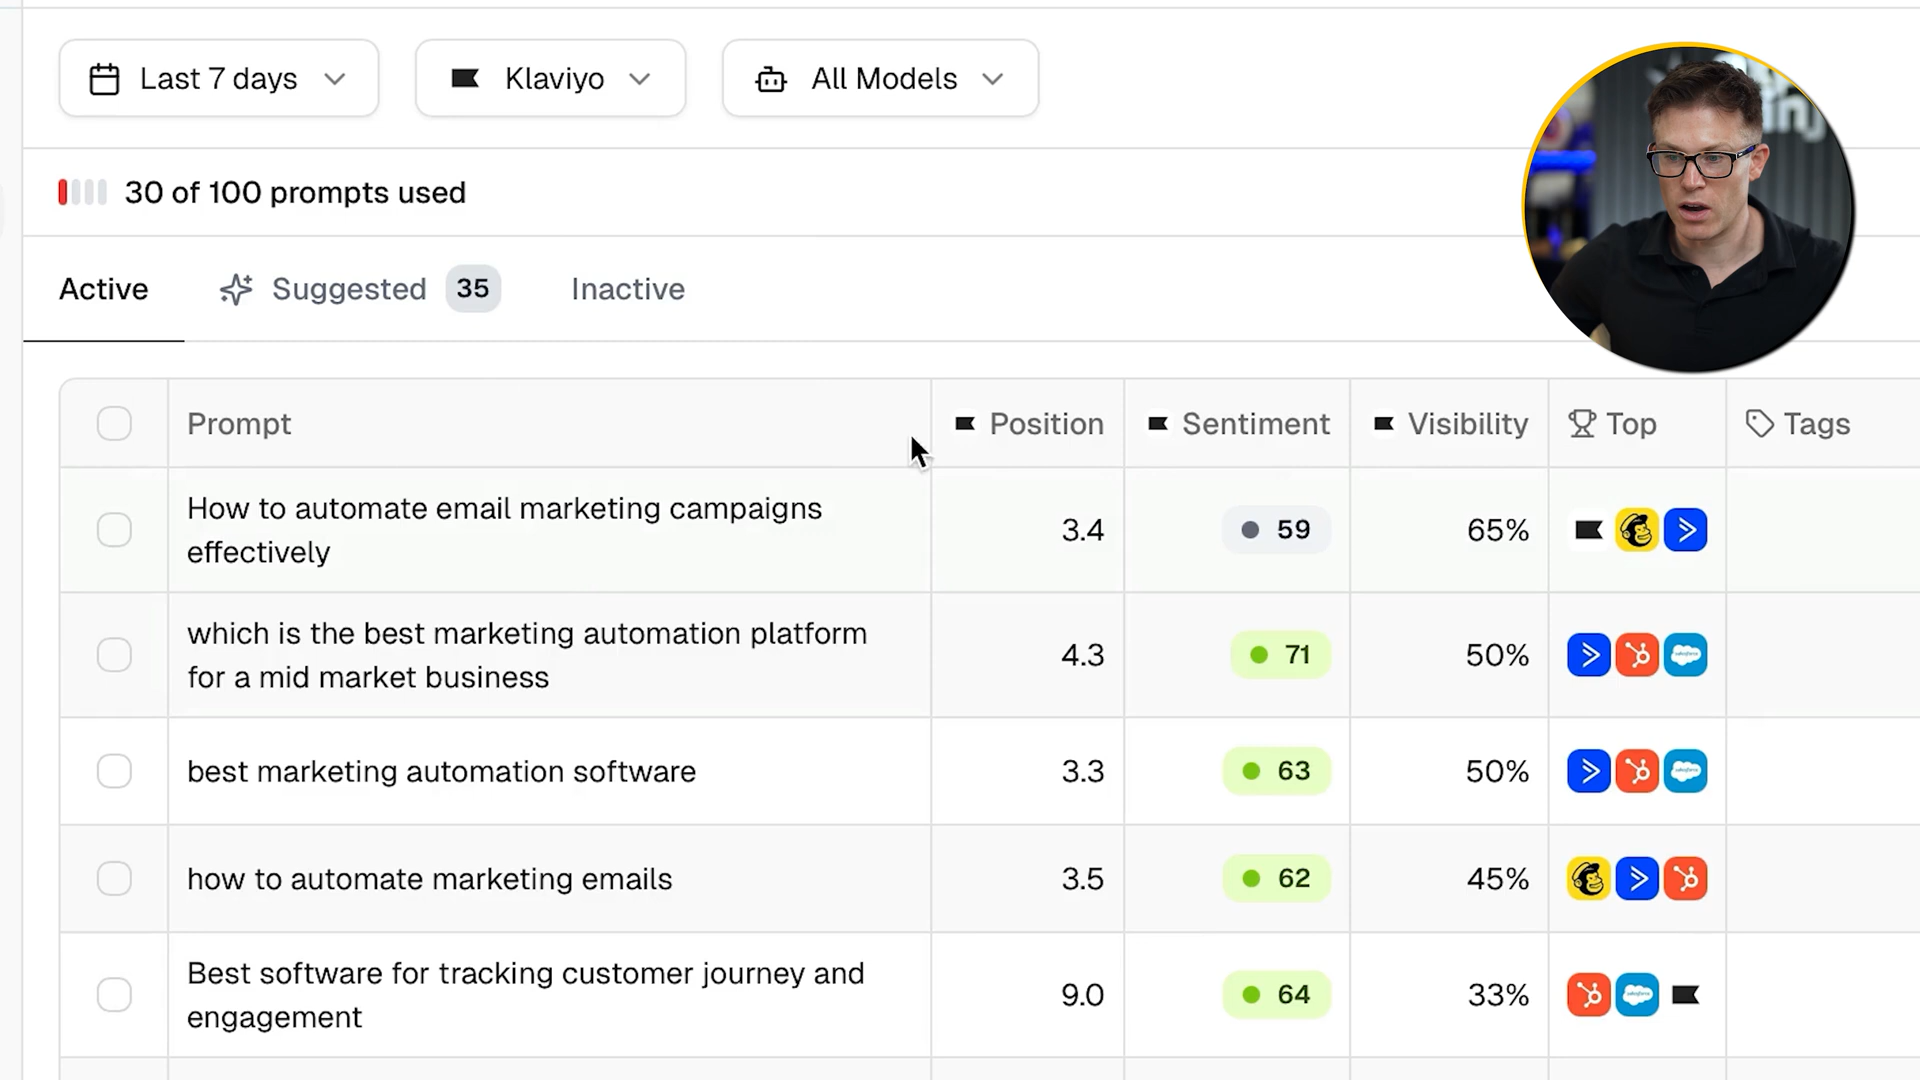 Last 7 days
Klaviyo
All Models
30 of 100 prompts used
Active
Suggested 35
Inactive
Prompt
Position
Sentiment
Visibility
Top
Tags
How to automate email marketing campaigns
effectively
3.4
59
65%
which is the best marketing automation platform
for a mid market business
4.3
71
50%
best marketing automation software
3.3
63
50%
how to automate marketing emails
3.5
62
45%
Best software for tracking customer journey and
engagement
9.0
64
33%